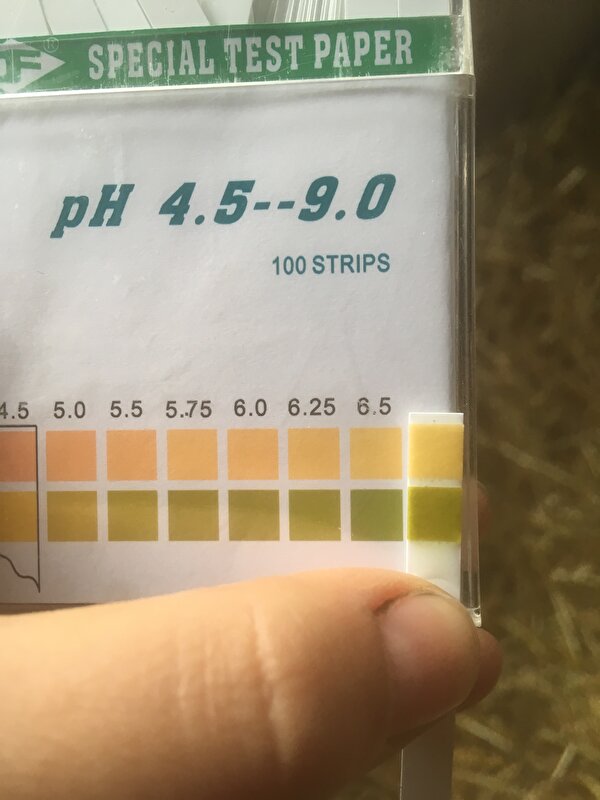 SPECIAL TEST PAPER
pH 4.5--9.0
100 STRIPS
4.5 5.0 5.5 5.75 6.0 6.25 6.5